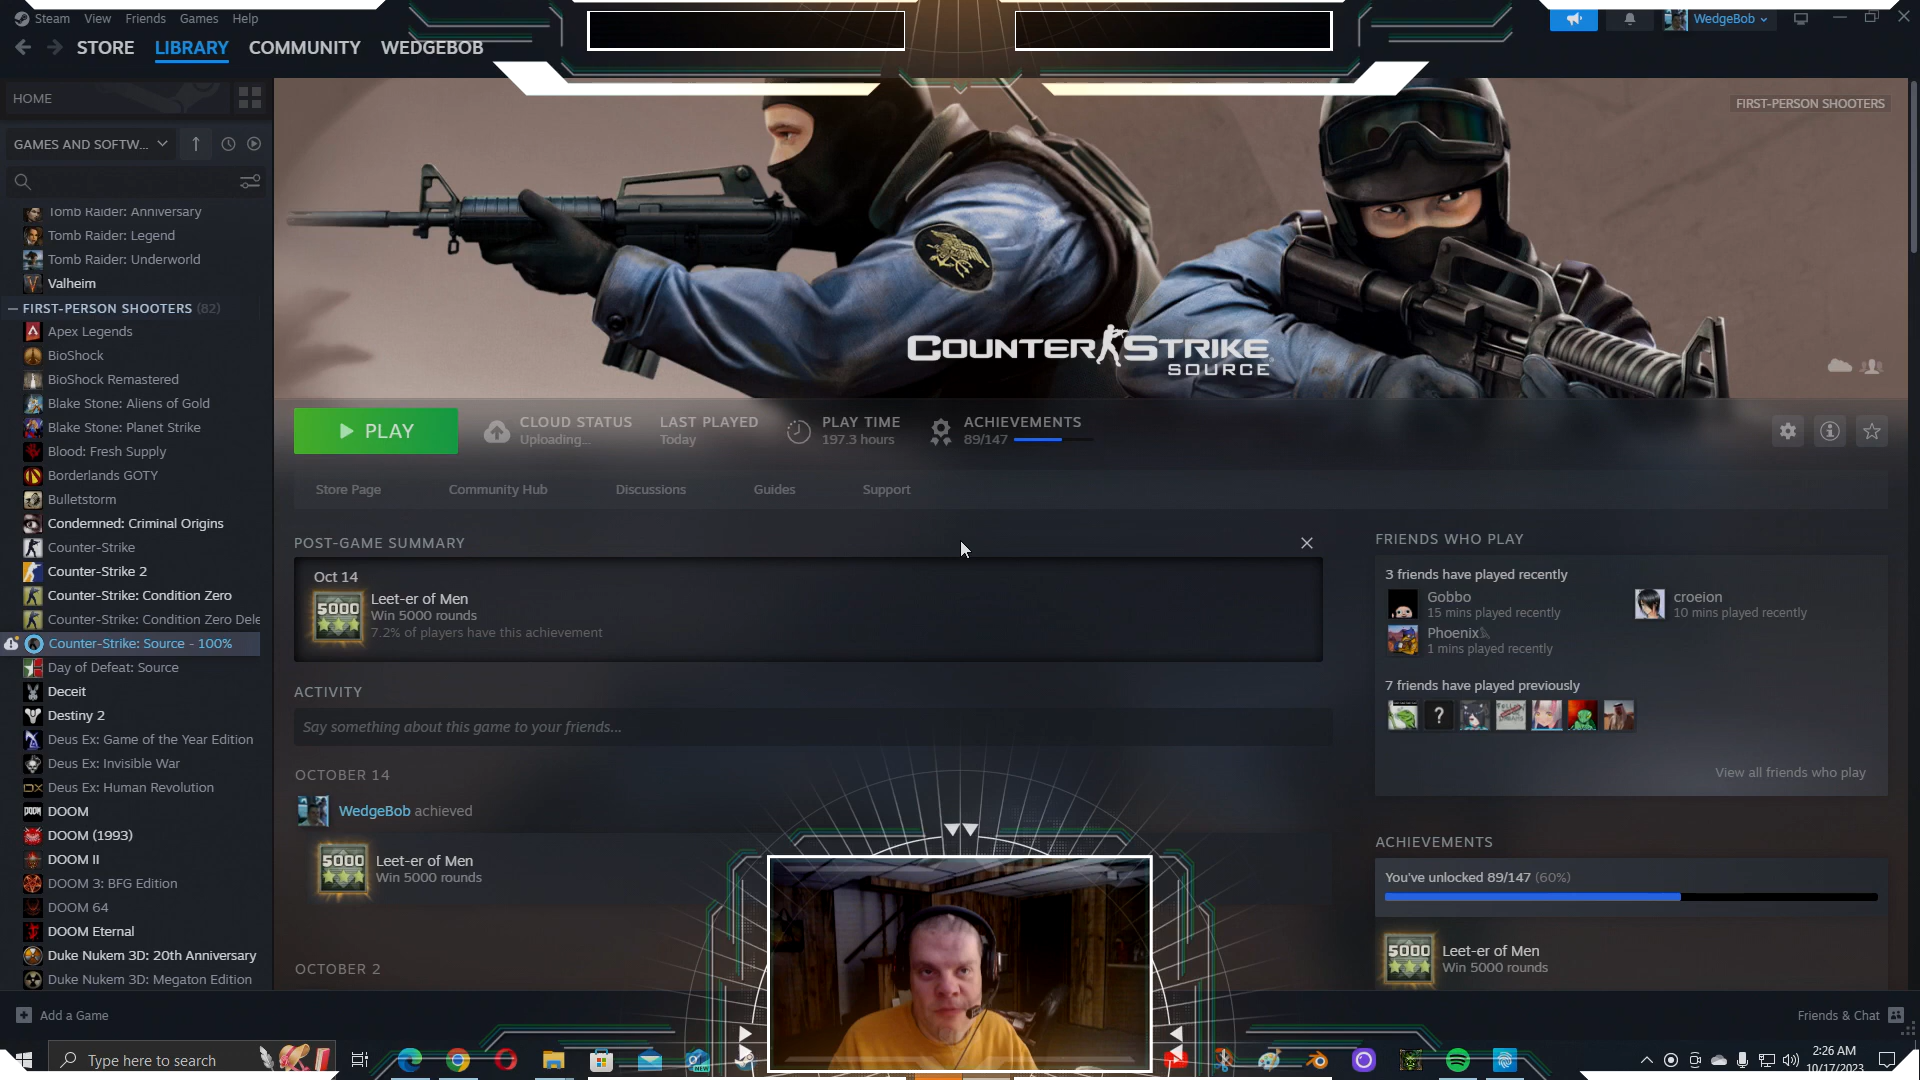 Steam View Friends Games Help
WedgeBob
STORE LIBRARY COMMUNITY WEDGEBOB
HOME
FIRST-PERSON SHOOTERS
GAMES AND SOFTW...
Tomb Raider: Anniversary
Tomb Raider: Legend
Tomb Raider: Underworld
Valheim
FIRST-PERSON SHOOTERS (82)
Apex Legends
BioShock
BioShock Remastered
Blake Stone: Aliens of Gold
Blake Stone: Planet Strike
Blood: Fresh Supply
Borderlands GOTY
Bulletstorm
Condemned: Criminal Origins
Counter-Strike
Counter-Strike 2
Counter-Strike: Condition Zero
Counter-Strike: Condition Zero Dele
Counter-Strike: Source - 100%
Day of Defeat: Source
Deceit
Destiny 2
Deus Ex: Game of the Year Edition
Deus Ex: Invisible War
Deus Ex: Human Revolution
DOOM
DOOM (1993)
DOOM II
DOOM 3: BFG Edition
DOOM 64
DOOM Eternal
Duke Nukem 3D: 20th Anniversary
Duke Nukem 3D: Megaton Edition
Add a Game
COUNTER STRIKE
SOURCE
PLAY
CLOUD STATUS
Uploading...
LAST PLAYED
Today
PLAY TIME
197.3 hours
ACHIEVEMENTS
89/147
Store Page Community Hub Discussions Guides Support
POST-GAME SUMMARY
Oct 14
5000
Leet-er of Men
Win 5000 rounds
7.2% of players have this achievement
ACTIVITY
Say something about this game to your friends...
OCTOBER 14
WedgeBob achieved
5000
Leet-er of Men
Win 5000 rounds
OCTOBER 2
FRIENDS WHO PLAY
3 friends have played recently
Gobbo
15 mins played recently
croeion
10 mins played recently
Phoenix
1 mins played recently
7 friends have played previously
?
View all friends who play
ACHIEVEMENTS
You've unlocked 89/147 (60%)
5000
Leet-er of Men
Win 5000 rounds
Friends & Chat
Type here to search
NEW
2:26 AM
10/17/2023